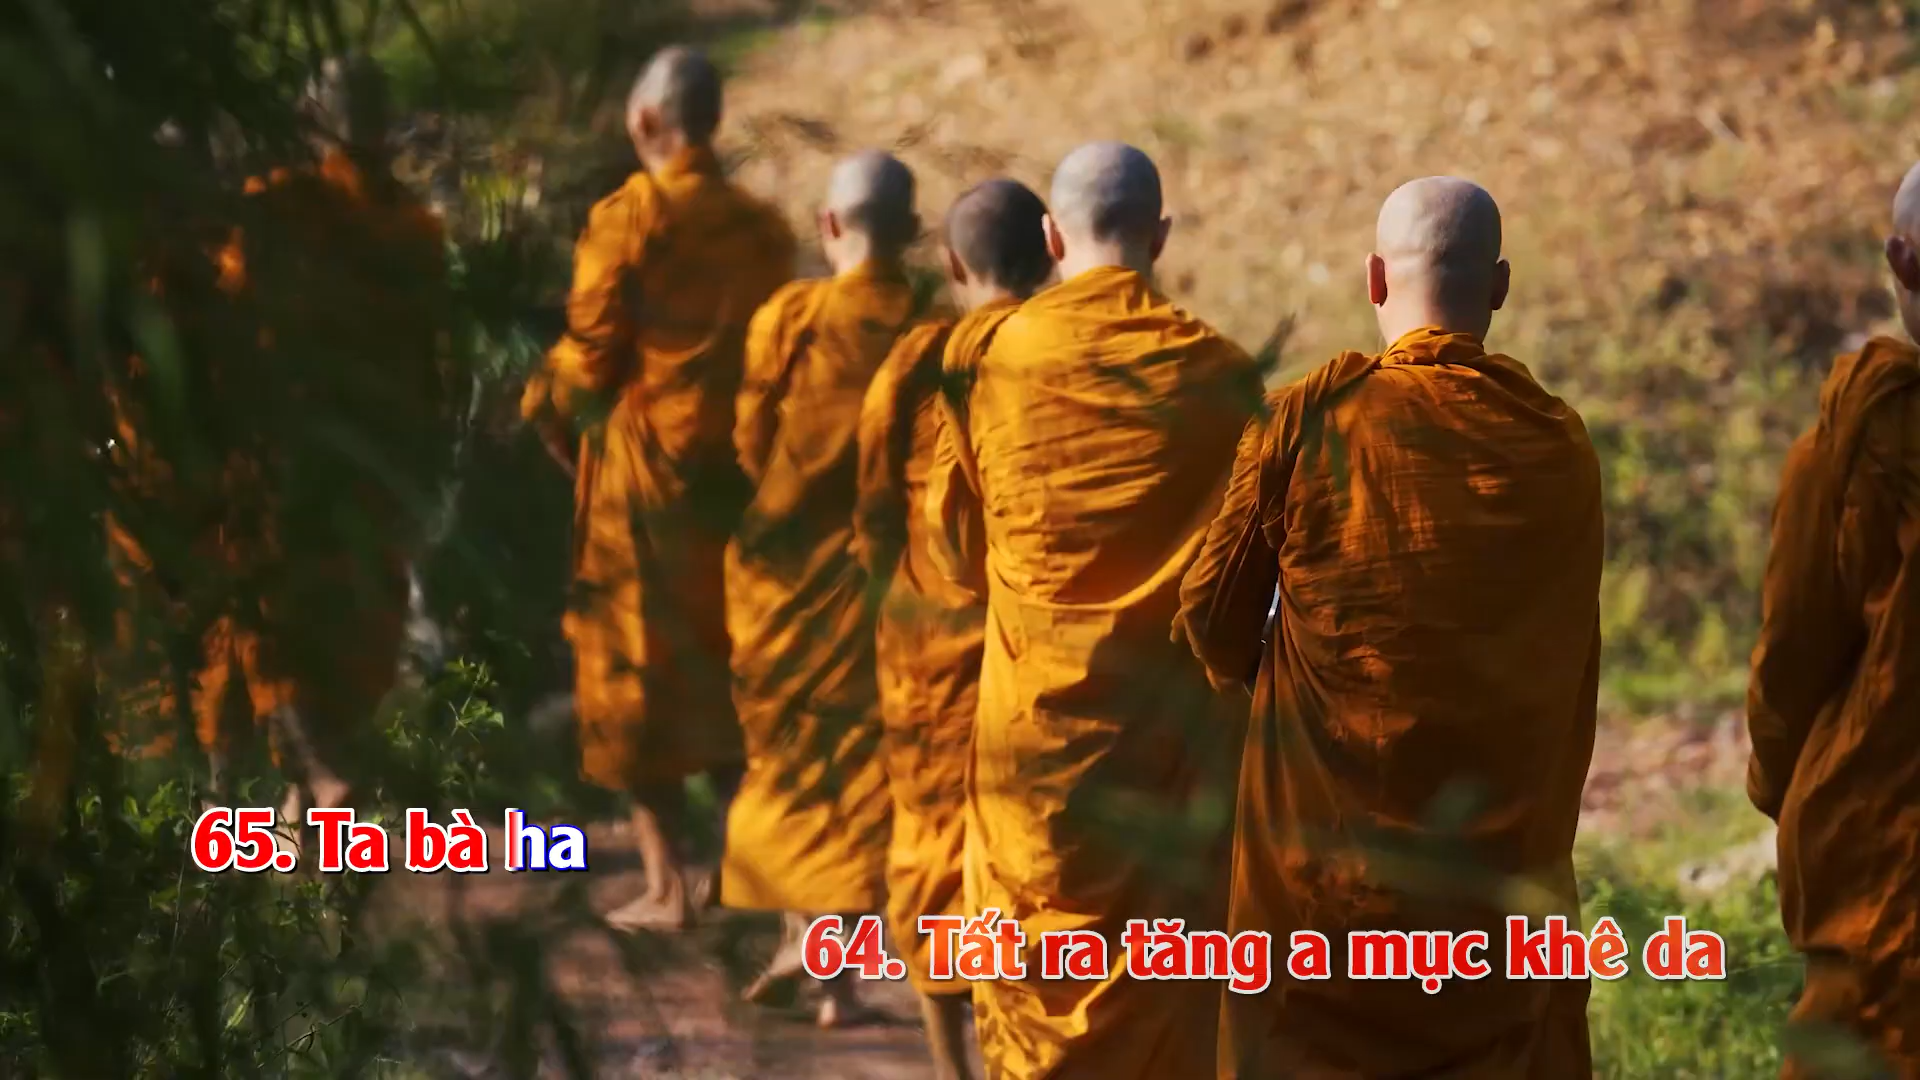 65. Ta bà ha
64. Tất ra tăng a mục khê da